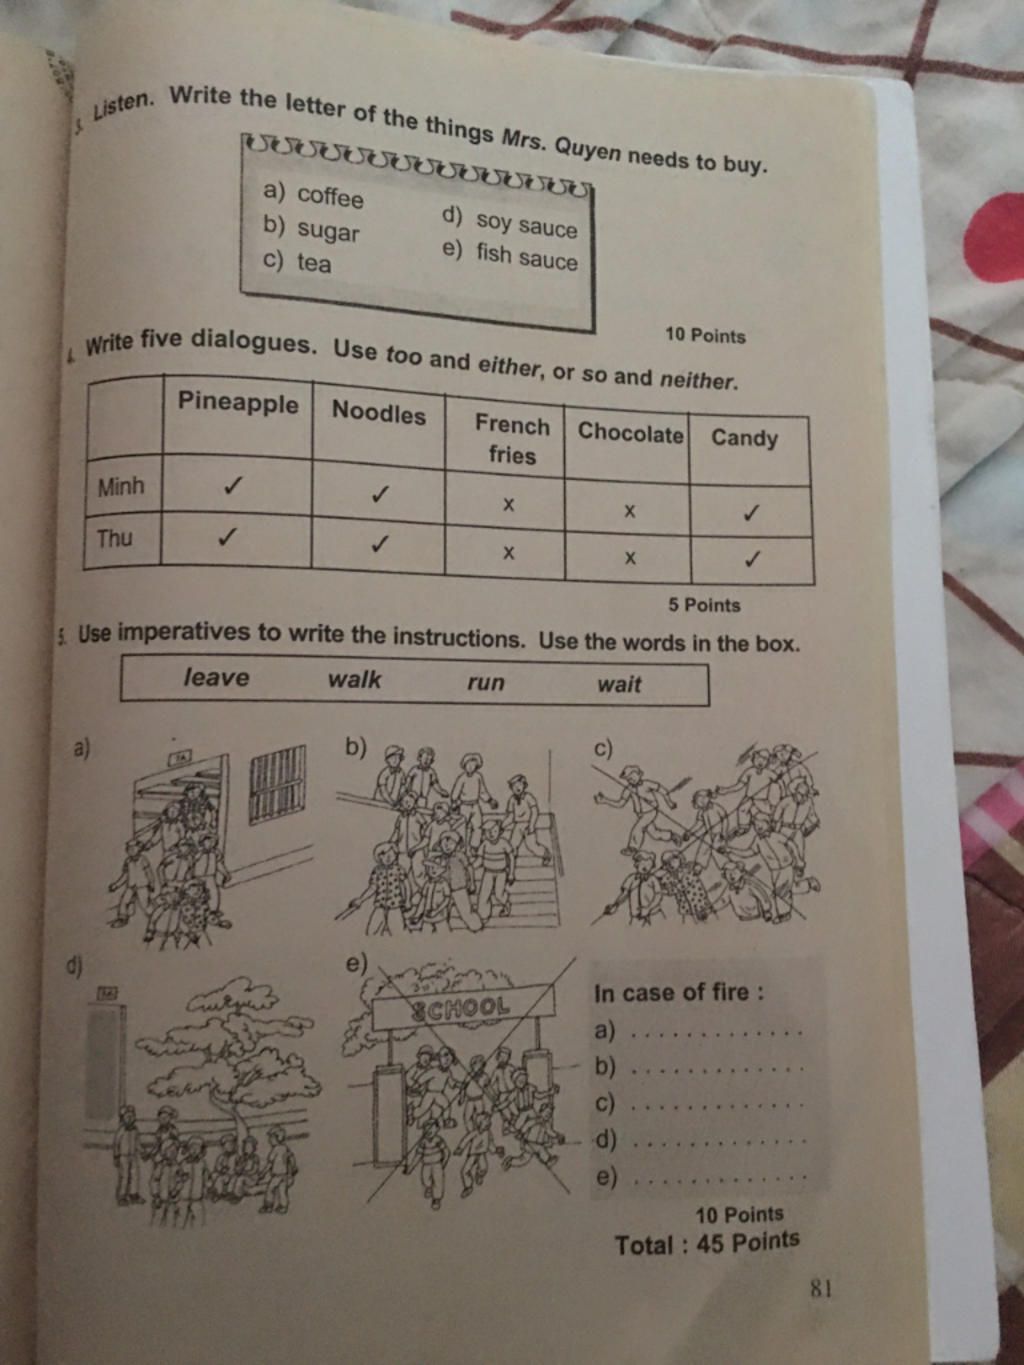 3. Listen. Write the letter of the things Mrs. Quyen needs to buy.
a) coffee
b) sugar
c) tea
d) soy sauce
e) fish sauce
10 Points
4. Write five dialogues. Use too and either, or so and neither.
Pineapple Noodles French fries Chocolate Candy
Minh ✓ ✓ x x ✓
Thu ✓ ✓ x x ✓
5 Points
5. Use imperatives to write the instructions. Use the words in the box.
leave walk run wait
a) b) c)
d) e)
SCHOOL
In case of fire :
a) .............
b) .............
c) .............
d) .............
e) .............
10 Points
Total : 45 Points
81